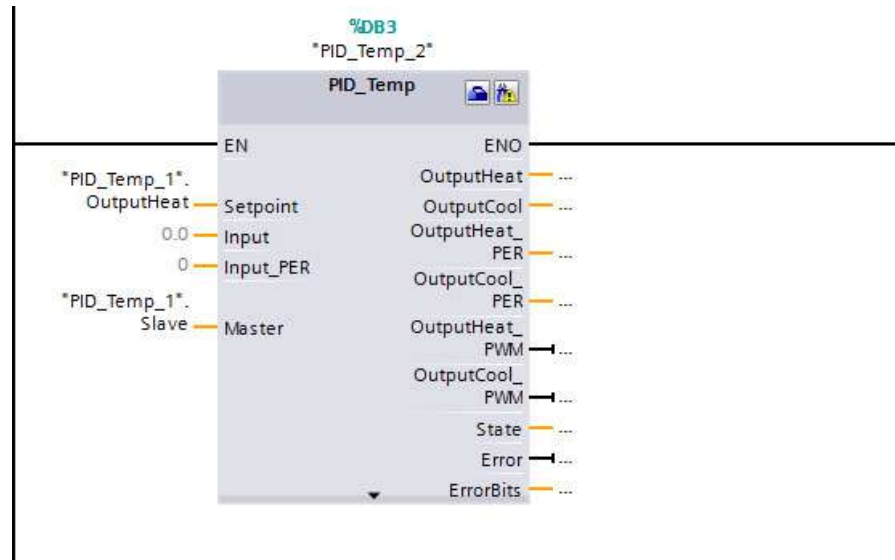 %DB3
"PID_Temp_2"
PID_Temp
EN
ENO
"PID_Temp_1".
OutputHeat
Setpoint
0.0
Input
0
Input_PER
"PID_Temp_1".
Slave
Master
OutputHeat
...
OutputCool
...
OutputHeat_
PER
...
OutputCool_
PER
...
OutputHeat_
PWM
...
OutputCool_
PWM
...
State
...
Error
...
ErrorBits
...